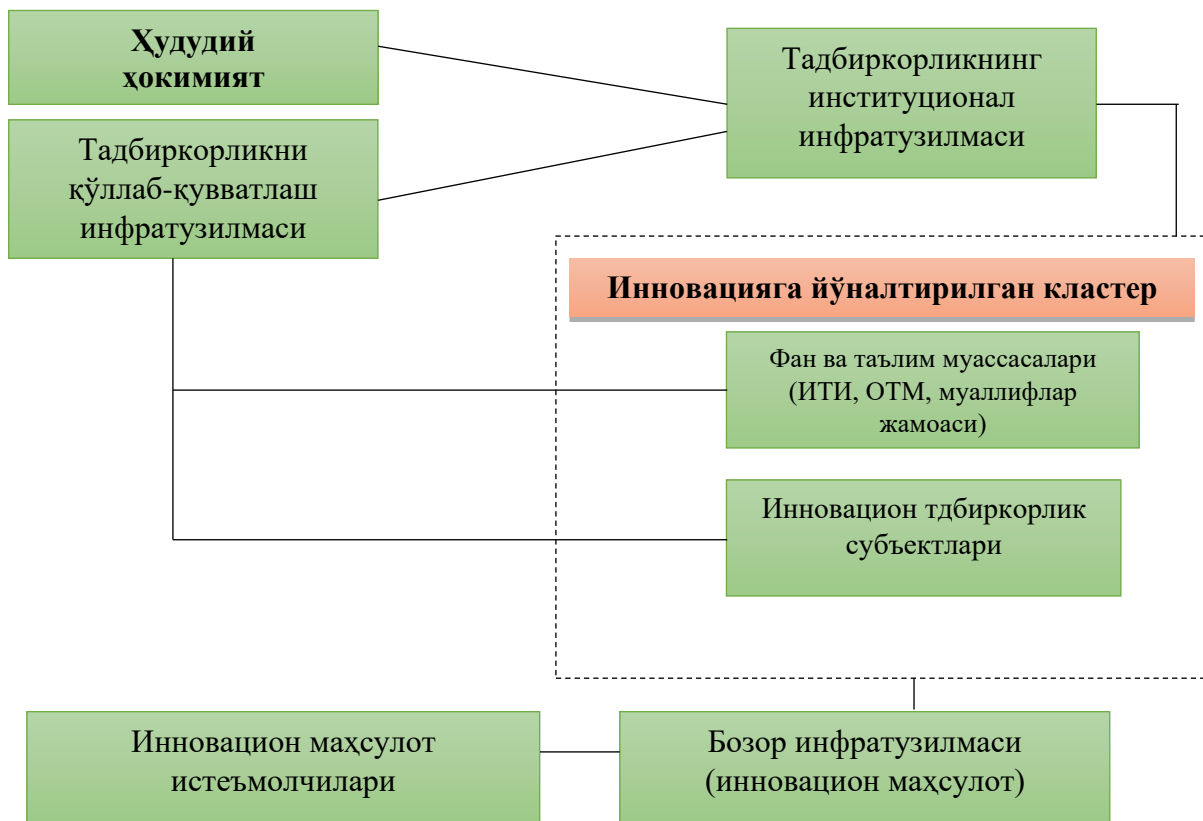 Ҳудудий
ҳокимият
Тадбиркорликнинг
институционал
инфратузилмаси
Тадбиркорликни
қўллаб-қувватлаш
инфратузилмаси
Инновацияга йўналтирилган кластер
Фан ва таълим муассасалари
(ИТИ, ОТМ, муаллифлар
жамоаси)
Инновацион тдбиркорлик
субъектлари
Инновацион маҳсулот
истеъмолчилари
Бозор инфратузилмаси
(инновацион маҳсулот)